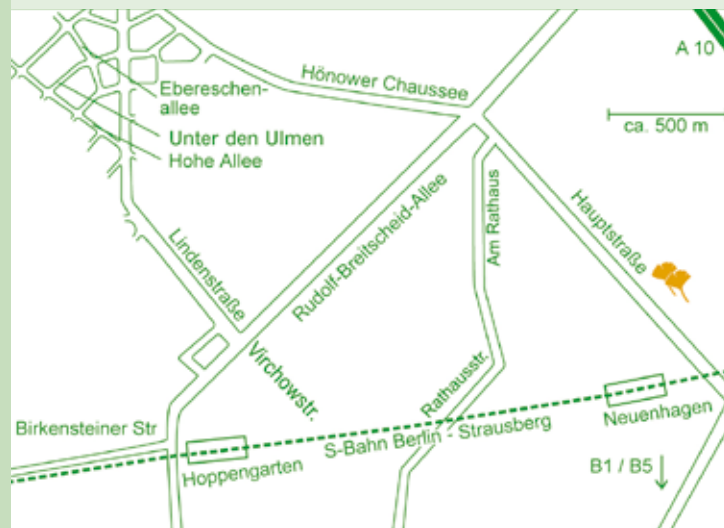 A 10
Hönower Chaussee
Ebereschen-
allee
ca. 500 m
Unter den Ulmen
Hohe Allee
Hauptstraße
Am Rathaus
Rudolf-Breitscheid-Allee
Lindenstraße
Virchowstr.
Rathausstr.
Neuenhagen
Birkensteiner Str
S-Bahn Berlin - Strausberg
Hoppengarten
B1 / B5